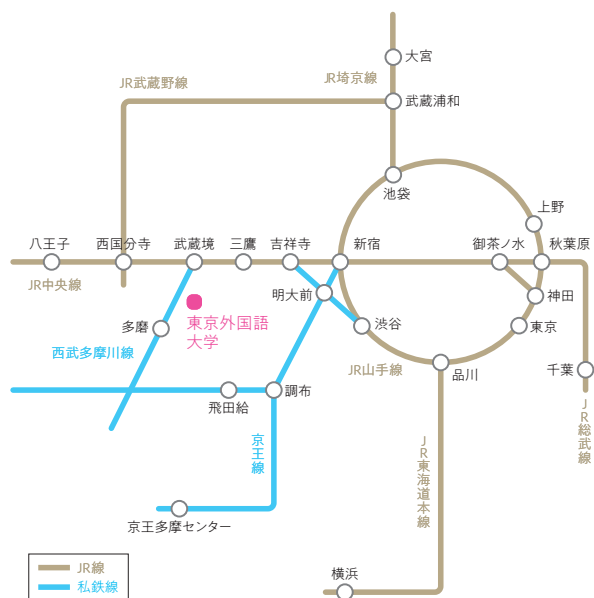 大宮
JR武蔵野線
JR埼京線
武蔵浦和
池袋
上野
八王子
西国分寺
武蔵境
三鷹
吉祥寺
新宿
御茶ノ水
秋葉原
JR中央線
明大前
神田
東京外国語
大学
多磨
渋谷
東京
西武多摩川線
JR山手線
品川
千葉
飛田給
調布
JR総武線
京王線
JR東海道本線
京王多摩センター
横浜
JR線
私鉄線